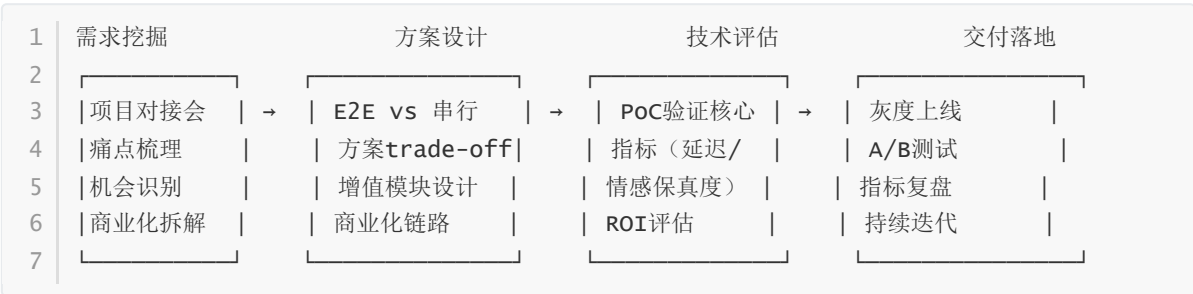 1 需求挖掘 方案设计 技术评估 交付落地
2 ┌──────────┐ ┌──────────────┐ ┌─────────────┐ ┌───────────────┐
3 |项目对接会 | → | E2E vs 串行 | → | PoC验证核心 | → | 灰度上线 |
4 |痛点梳理 | | 方案trade-off| | 指标（延迟/ | | A/B测试 |
5 |机会识别 | | 增值模块设计 | | 情感保真度） | | 指标复盘 |
6 |商业化拆解 | | 商业化链路 | | ROI评估 | | 持续迭代 |
7 └──────────┘ └──────────────┘ └─────────────┘ └───────────────┘